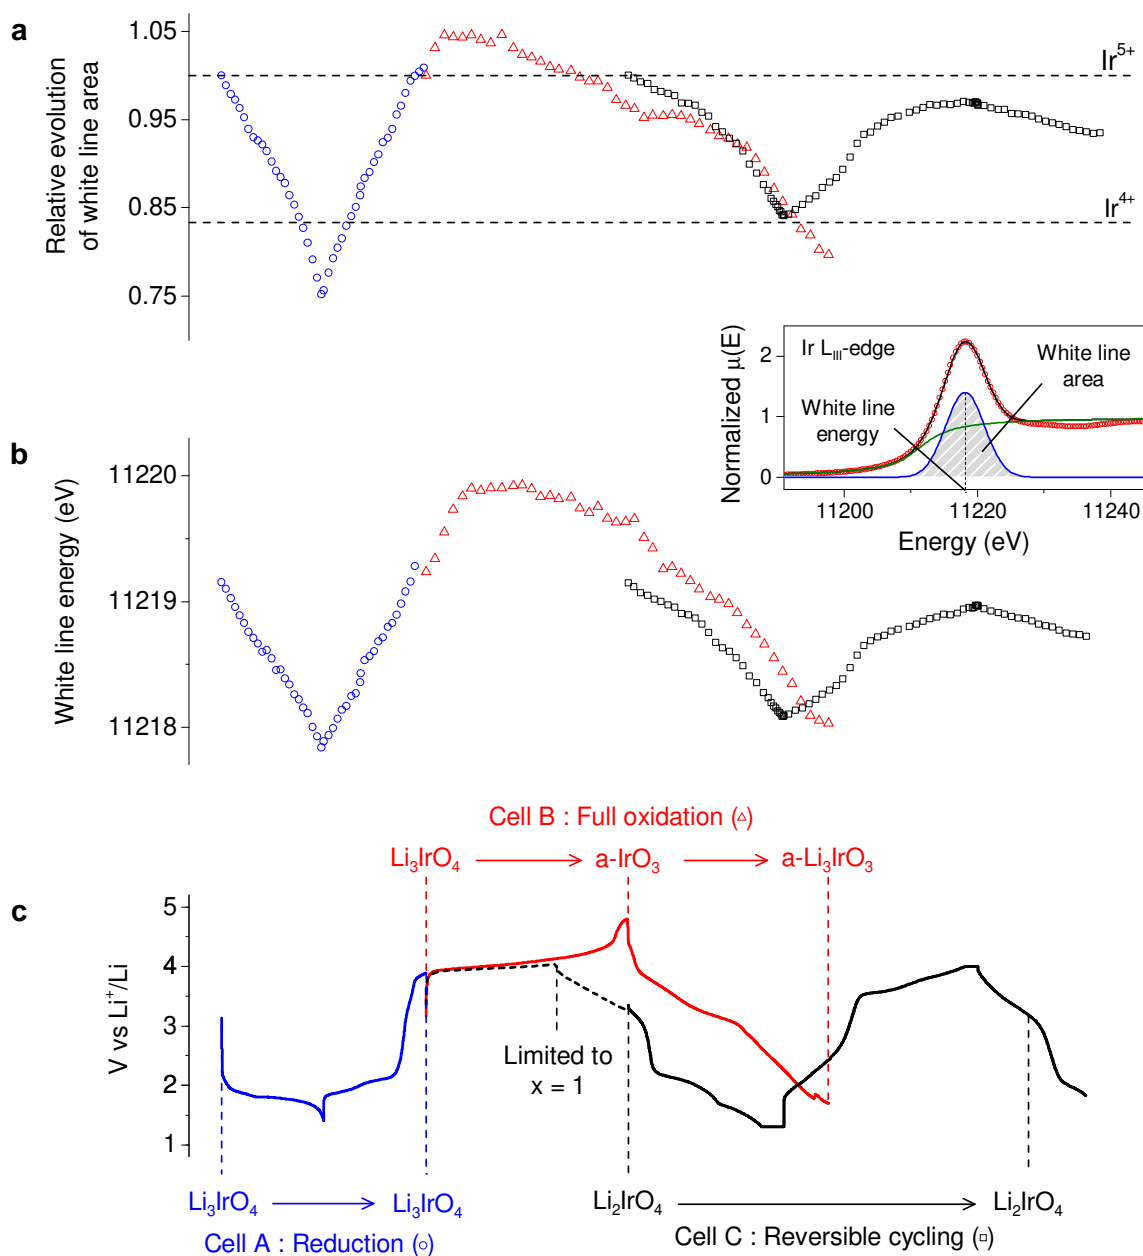 a
Relative evolution
of white line area
1.05
0.95
0.85
0.75
Ir⁵⁺
Ir⁴⁺
Normalized μ(E)
2
1
0
Ir L_III-edge
White line
area
White line
energy
11200
11220
11240
Energy (eV)
b
White line energy (eV)
11220
11219
11218
Cell B : Full oxidation (△)
Li₃IrO₄
a-IrO₃
a-Li₃IrO₃
c
V vs Li⁺/Li
5
4
3
2
1
Limited to
x = 1
Li₃IrO₄
Li₃IrO₄
Li₂IrO₄
Li₂IrO₄
Cell A : Reduction (○)
Cell C : Reversible cycling (□)